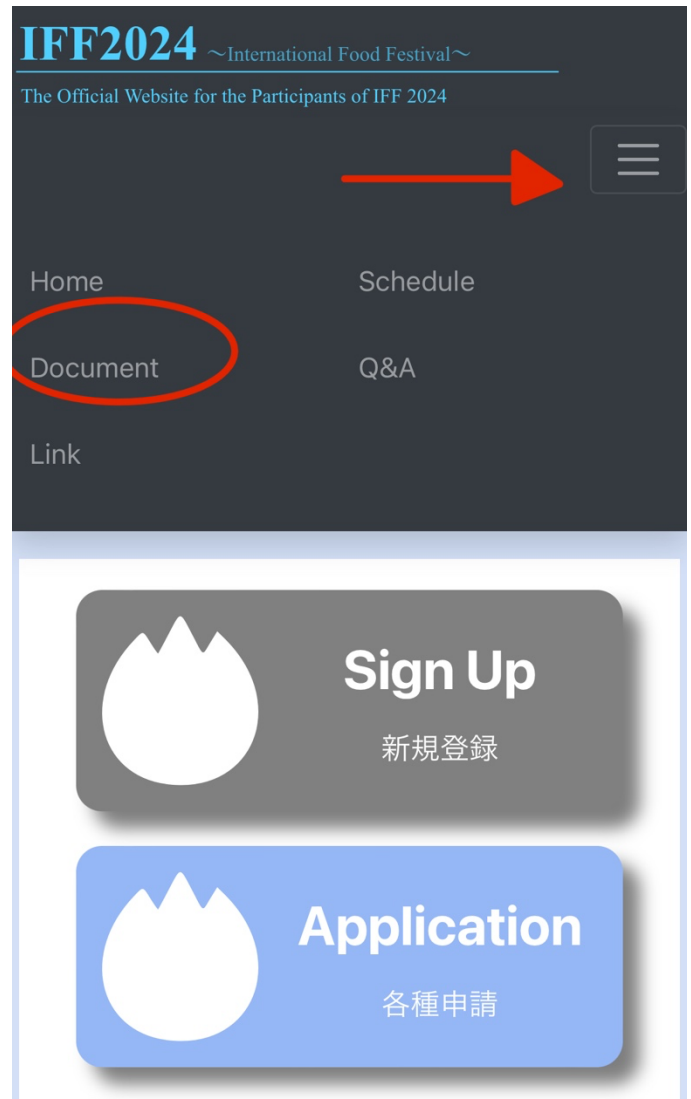 IFF2024 ～International Food Festival～
The Official Website for the Participants of IFF 2024
Home
Schedule
Document
Q&A
Link
Sign Up
新規登録
Application
各種申請